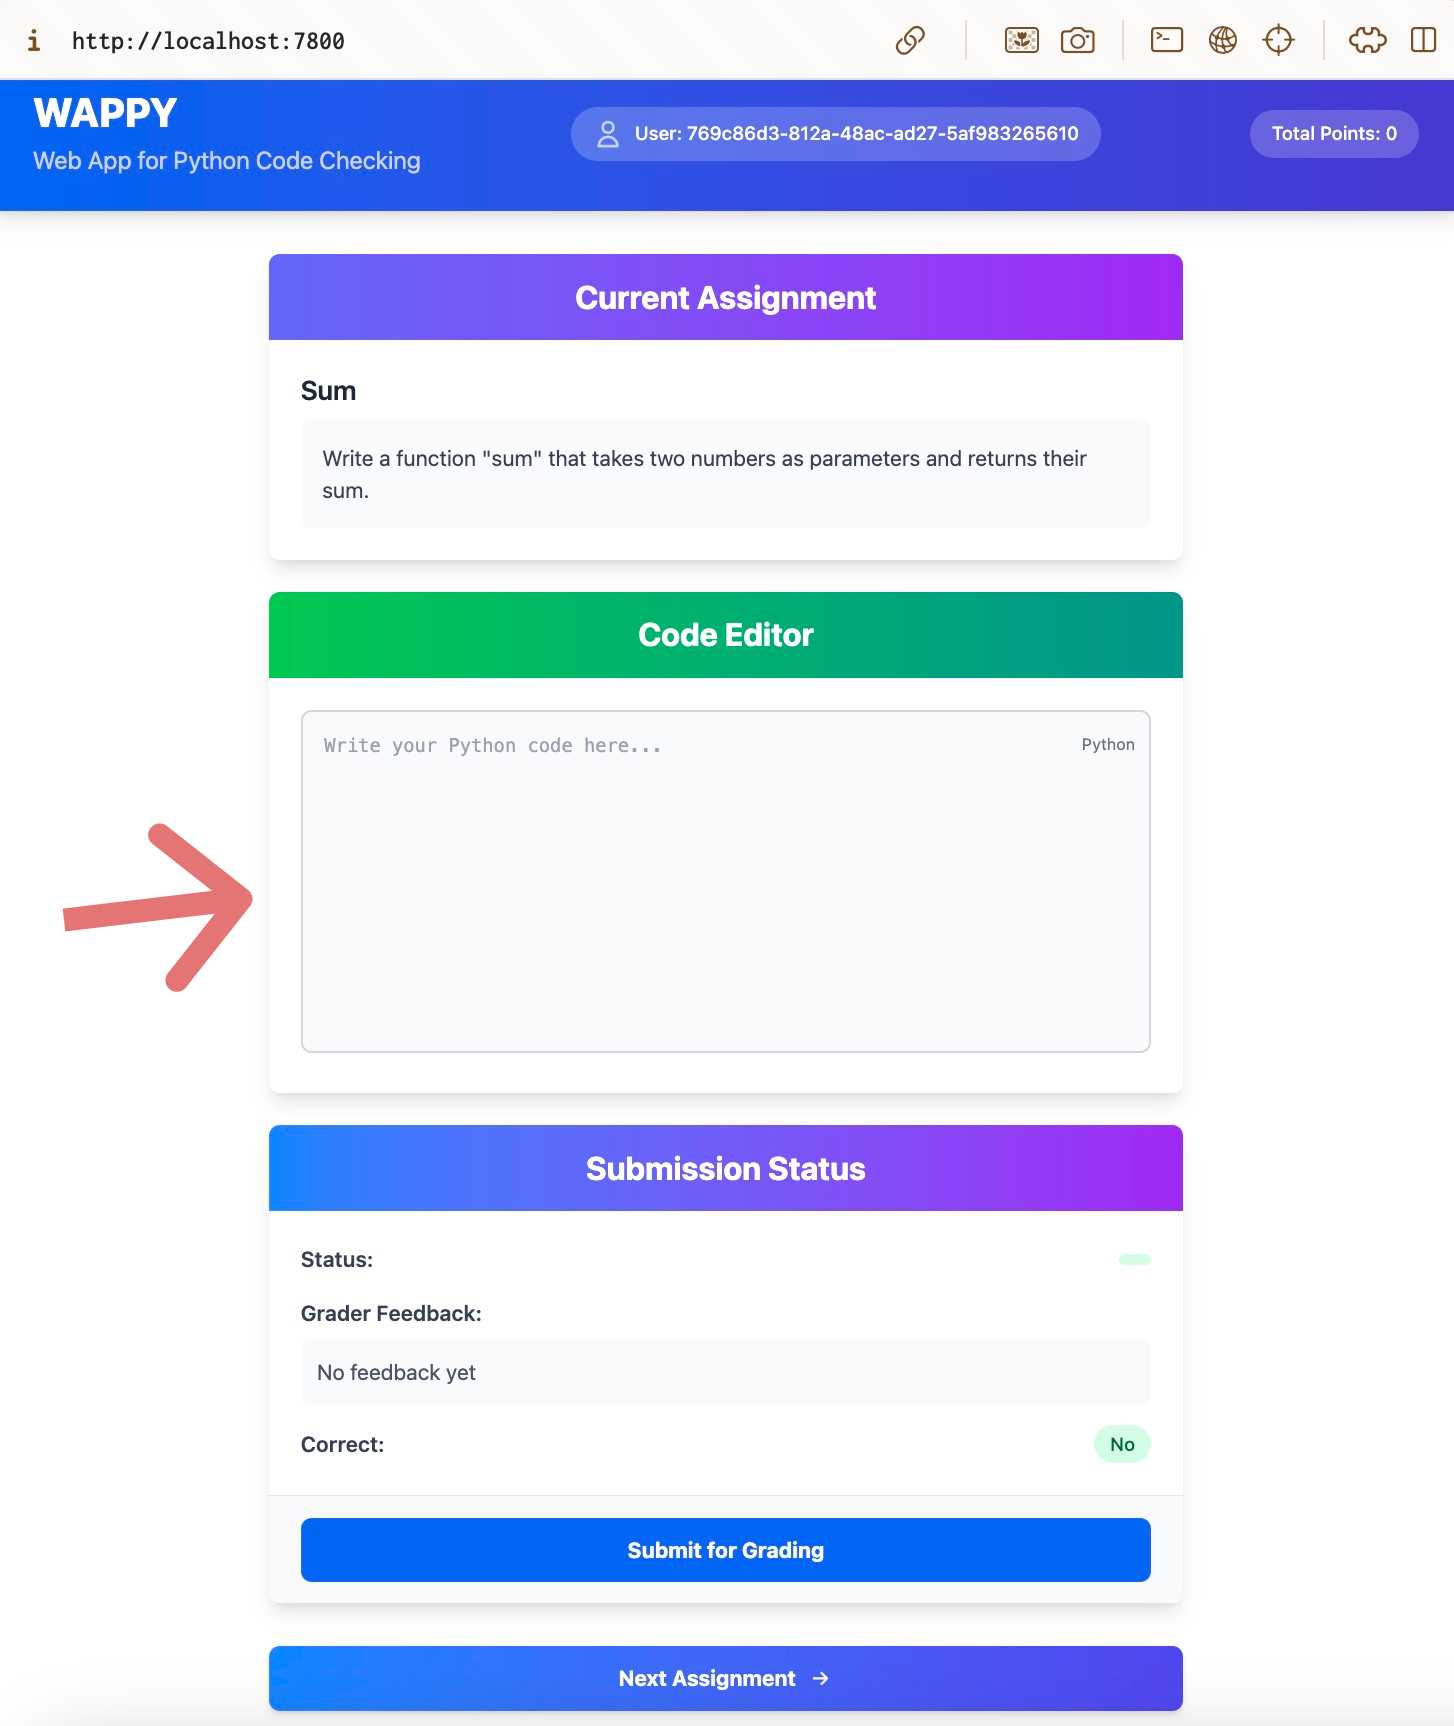 http://localhost:7800
WAPPY
Web App for Python Code Checking
User: 769c86d3-812a-48ac-ad27-5af983265610
Total Points: 0
Current Assignment
Sum
Write a function "sum" that takes two numbers as parameters and returns their
sum.
Code Editor
Write your Python code here...
Python
Submission Status
Status:
Grader Feedback:
No feedback yet
Correct:
No
Submit for Grading
Next Assignment →